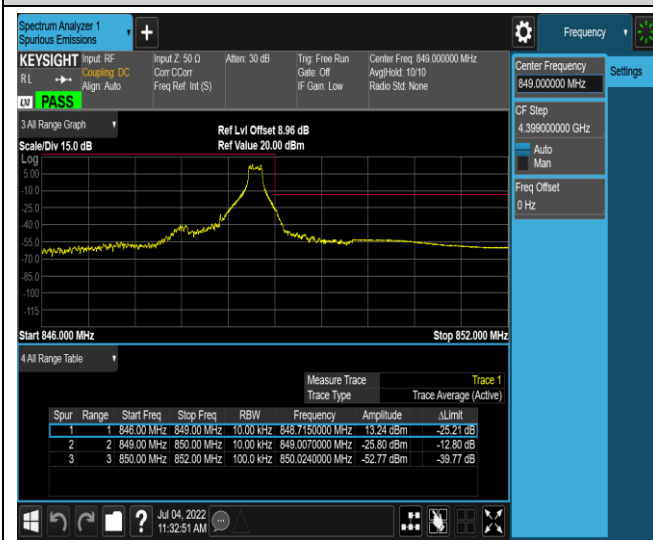 Spectrum Analyzer 1
Spurious Emissions
Frequency
KEYSIGHT
RL
Input: RF
Coupling: DC
Align: Auto
Input Z: 50 Ω
Corr CCorr
Freq Ref: Int (S)
Atten: 30 dB
Trig: Free Run
Gate: Off
IF Gain: Low
Center Freq: 849.000000 MHz
Avg|Hold: 10/10
Radio Std: None
LNI PASS
Center Frequency
849.000000 MHz
Settings
CF Step
4.399000000 GHz
Auto
Man
Freq Offset
0 Hz
3 All Range Graph
Scale/Div 15.0 dB
Ref Lvl Offset 8.96 dB
Ref Value 20.00 dBm
Log
5.00
-10.0
-25.0
-40.0
-55.0
-70.0
-85.0
-100
-115
Start 846.000 MHz
Stop 852.000 MHz
4 All Range Table
Measure Trace Trace 1
Trace Type Trace Average (Active)
Spur Range Start Freq Stop Freq RBW Frequency Amplitude ΔLimit
1 1 846.00 MHz 849.00 MHz 10.00 kHz 848.7150000 MHz 13.24 dBm -25.21 dB
2 2 849.00 MHz 850.00 MHz 10.00 kHz 849.0070000 MHz -25.80 dBm -12.80 dB
3 3 850.00 MHz 852.00 MHz 100.0 kHz 850.0240000 MHz -52.77 dBm -39.77 dB
Jul 04, 2022
11:32:51 AM